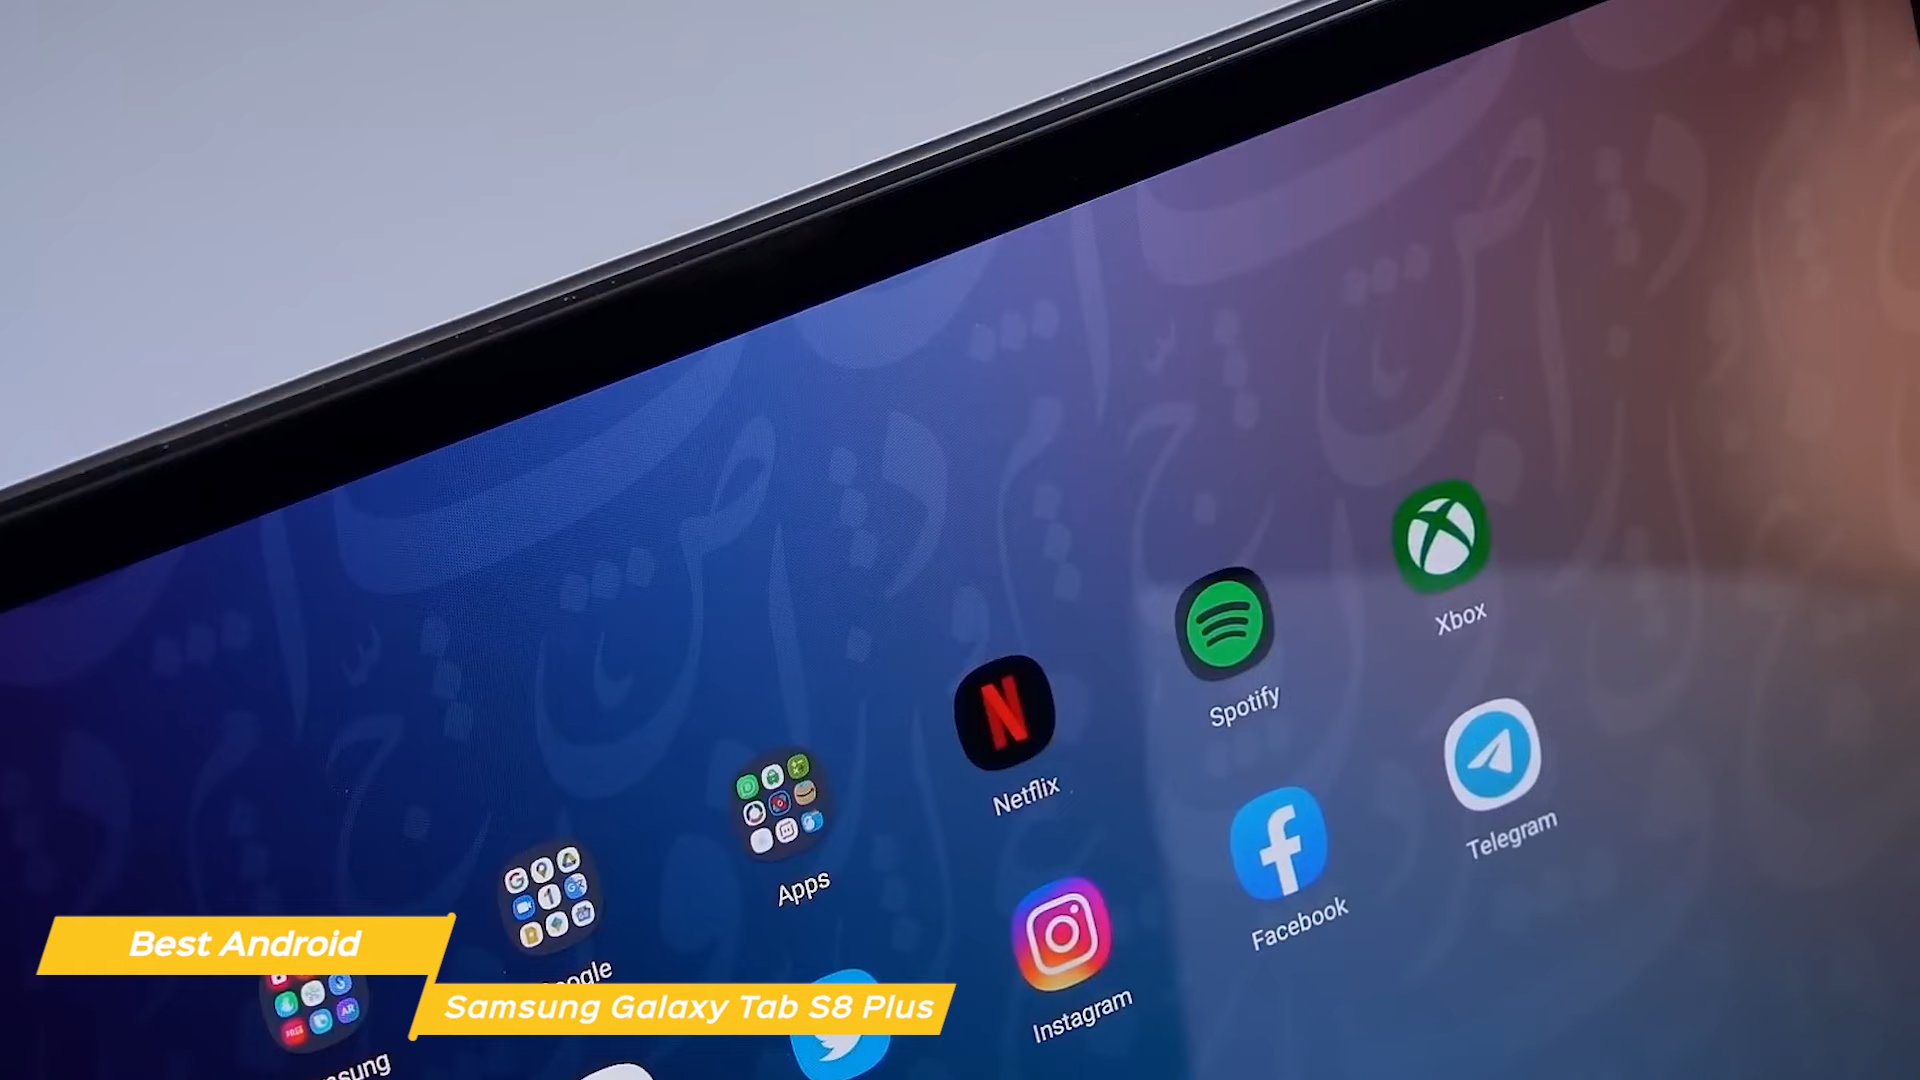 Xbox
Spotify
Netflix
Telegram
Apps
Facebook
Instagram
Best Android
Samsung Galaxy Tab S8 Plus